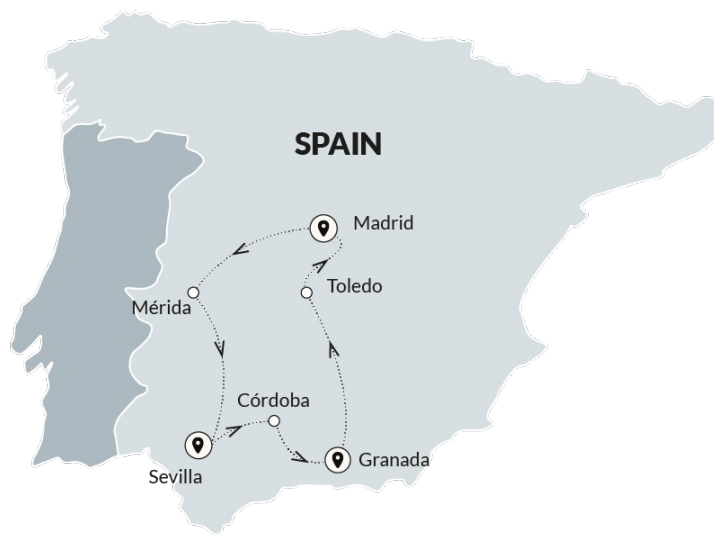 SPAIN
Madrid
Toledo
Mérida
Córdoba
Granada
Sevilla